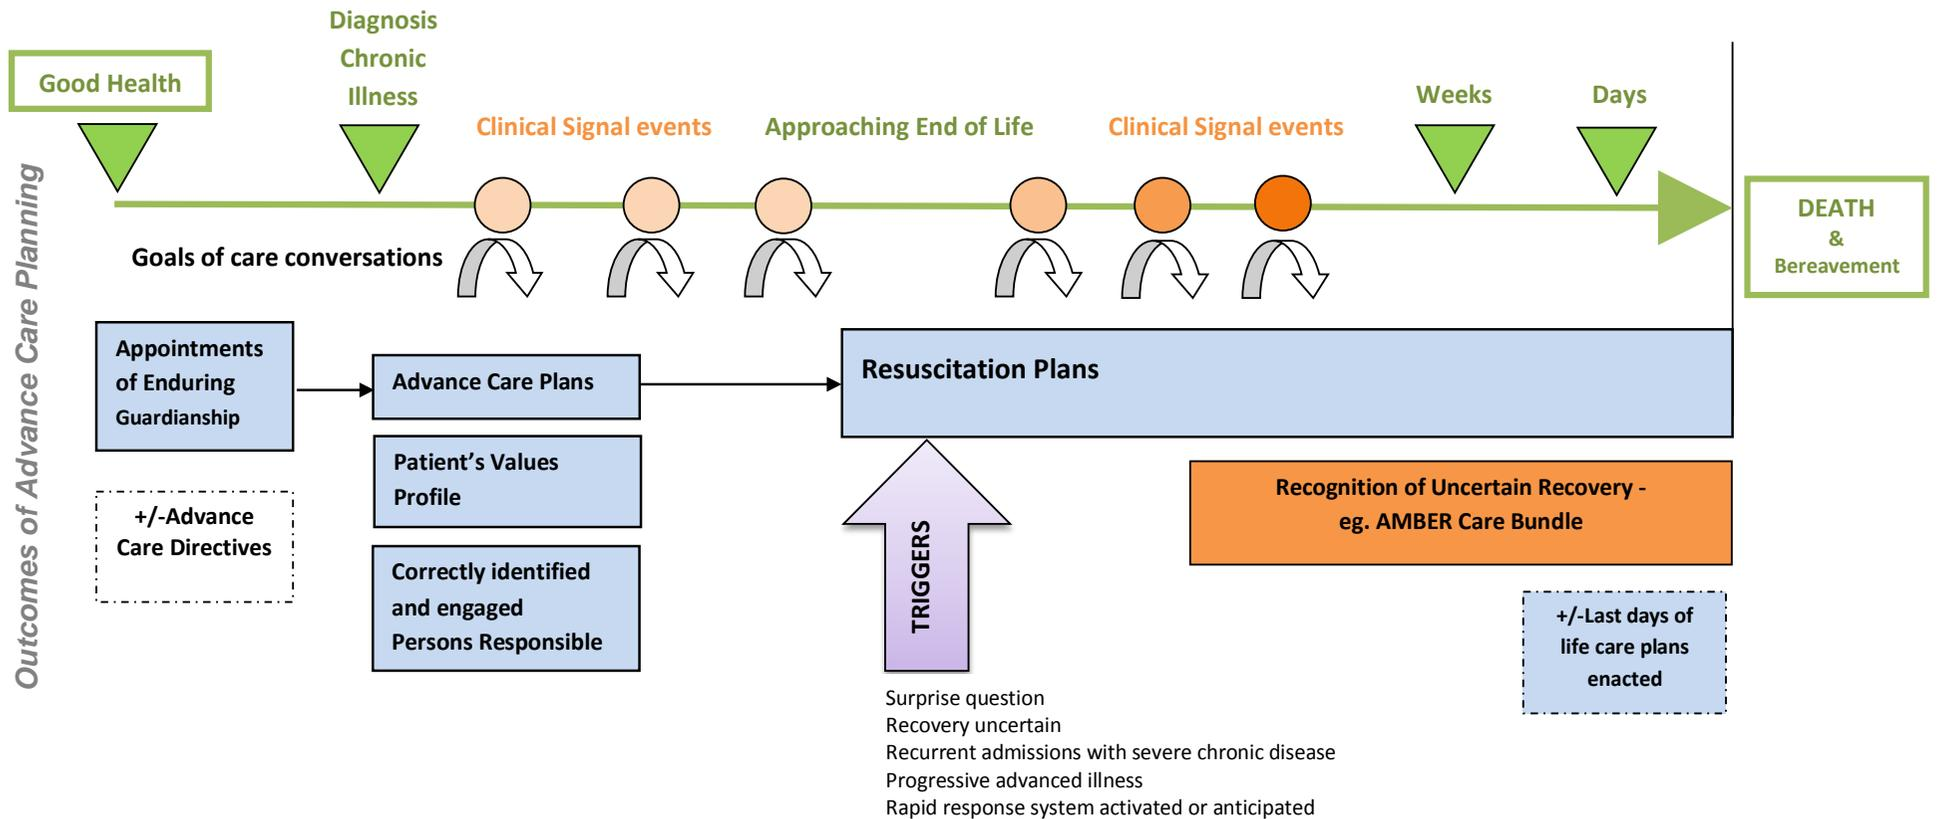 Diagnosis
Chronic
Illness
Good Health
Clinical Signal events
Approaching End of Life
Clinical Signal events
Weeks
Days
DEATH
&
Bereavement
Outcomes of Advance Care Planning
Goals of care conversations
Appointments
of Enduring
Guardianship
+/-Advance
Care Directives
Advance Care Plans
Patient’s Values
Profile
Correctly identified
and engaged
Persons Responsible
Resuscitation Plans
TRIGGERS
Surprise question
Recovery uncertain
Recurrent admissions with severe chronic disease
Progressive advanced illness
Rapid response system activated or anticipated
Recognition of Uncertain Recovery -
eg. AMBER Care Bundle
+/-Last days of
life care plans
enacted